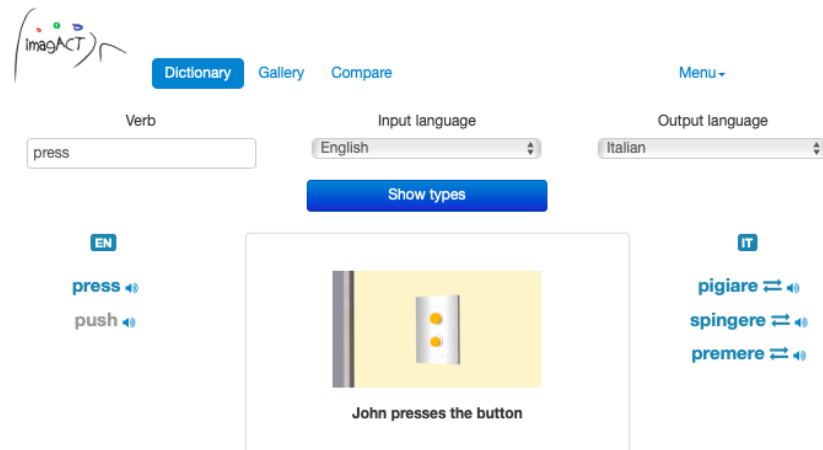 imagACT
Dictionary Gallery Compare Menu
Verb Input language Output language
press English Italian
Show types
EN IT
press pigiare
push spingere
premere
John presses the button